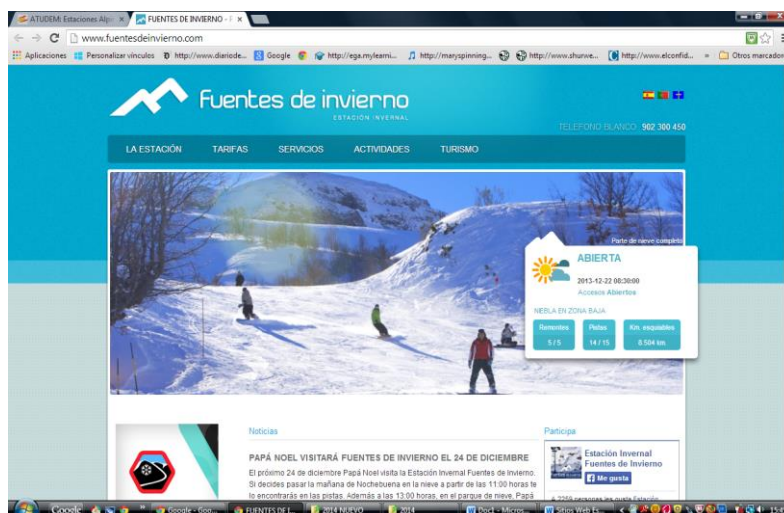 ATUDEM: Estaciones Alpi
FUENTES DE INVIERNO - F
www.fuentesdeinvierno.com
Aplicaciones
Personalizar vínculos
http://www.diariode...
Google
http://ega.mylearni...
http://maryspinning...
http://www.shurwe...
http://www.elconfid...
Otros marcadores
Fuentes de invierno
ESTACIÓN INVERNAL
TELEFONO BLANCO: 902 300 450
LA ESTACIÓN TARIFAS SERVICIOS ACTIVIDADES TURISMO
Parte de nieve completo
ABIERTA
2013-12-22 08:30:00
Accesos Abiertos
NIEBLA EN ZONA BAJA
Remontes Pistas Km. esquiables
5 / 5 14 / 15 8.504 km
Noticias
PAPÁ NOEL VISITARÁ FUENTES DE INVIERNO EL 24 DE DICIEMBRE
El próximo 24 de diciembre Papá Noel visita la Estación Invernal Fuentes de Invierno.
Si decides pasar la mañana de Nochebuena en la nieve a partir de las 11:00 horas te
lo encontrarás en las pistas. Además a las 13:00 horas, en el parque de nieve, Papá
Participa
Estación Invernal
Fuentes de Invierno
Me gusta
Google
Google - Goo...
FUENTES DE I...
2014 NUEVO
2014
Doc1 - Micros...
Sitios Web Es...